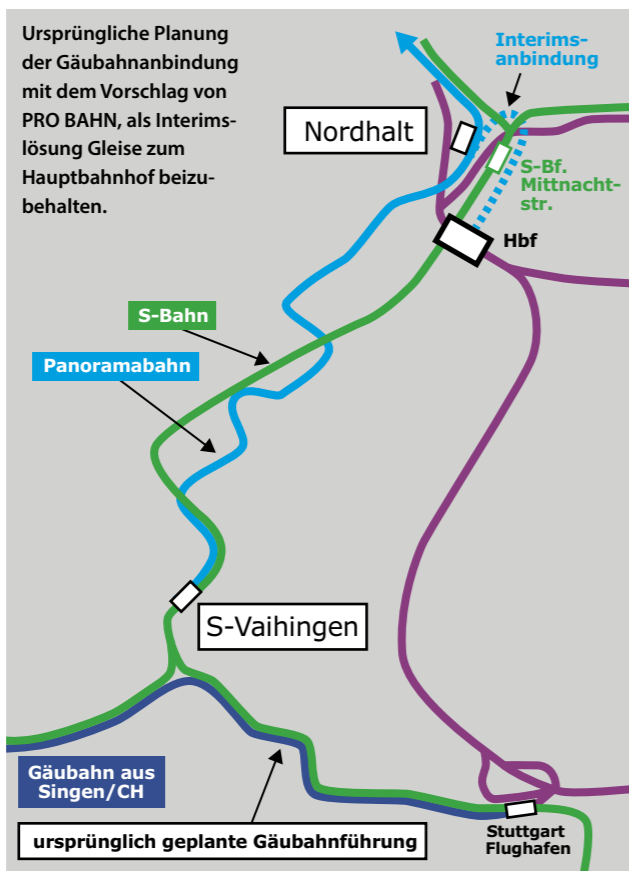 Ursprüngliche Planung
der Gäubahnanbindung
mit dem Vorschlag von
PRO BAHN, als Interims-
lösung Gleise zum
Hauptbahnhof beizu-
behalten.
Interims-
anbindung
Nordhalt
S-Bf.
Mittnacht-
str.
Hbf
S-Bahn
Panoramabahn
S-Vaihingen
Gäubahn aus
Singen/CH
ursprünglich geplante Gäubahnführung
Stuttgart
Flughafen